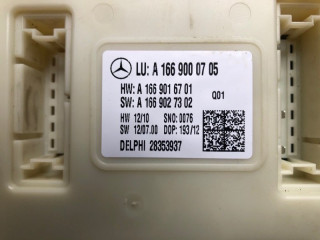 LU: A 166 900 07 05
HW: A 166 901 67 01
SW: A 166 902 73 02
Q01
HW 12/10 SNO: 0076
SW 12/07.00 DOP: 193/12
DELPHI 28353937